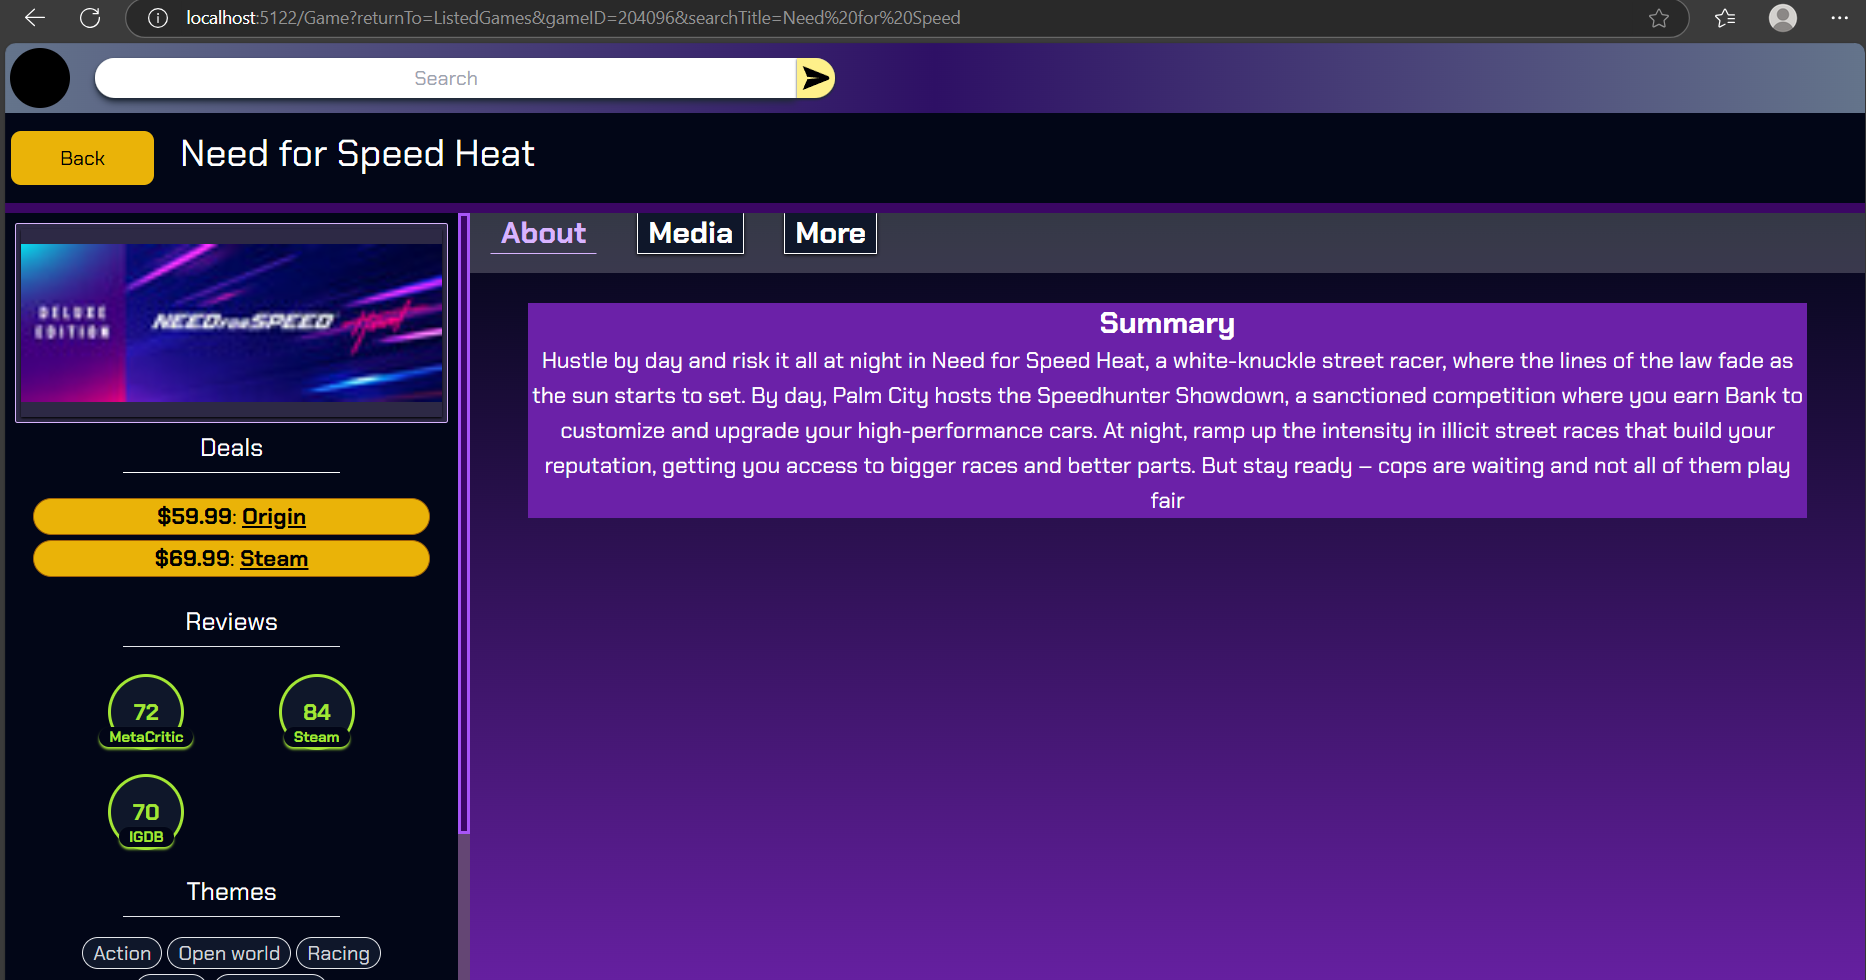 localhost:5122/Game?returnTo=ListedGames&gameID=204096&searchTitle=Need%20for%20Speed
Search
Back
Need for Speed Heat
DELUXE
EDITION
NEED FOR SPEED Heat
About
Media
More
Summary
Hustle by day and risk it all at night in Need for Speed Heat, a white-knuckle street racer, where the lines of the law fade as
the sun starts to set. By day, Palm City hosts the Speedhunter Showdown, a sanctioned competition where you earn Bank to
customize and upgrade your high-performance cars. At night, ramp up the intensity in illicit street races that build your
reputation, getting you access to bigger races and better parts. But stay ready – cops are waiting and not all of them play
fair
Deals
$59.99: Origin
$69.99: Steam
Reviews
72
MetaCritic
84
Steam
70
IGDB
Themes
Action
Open world
Racing